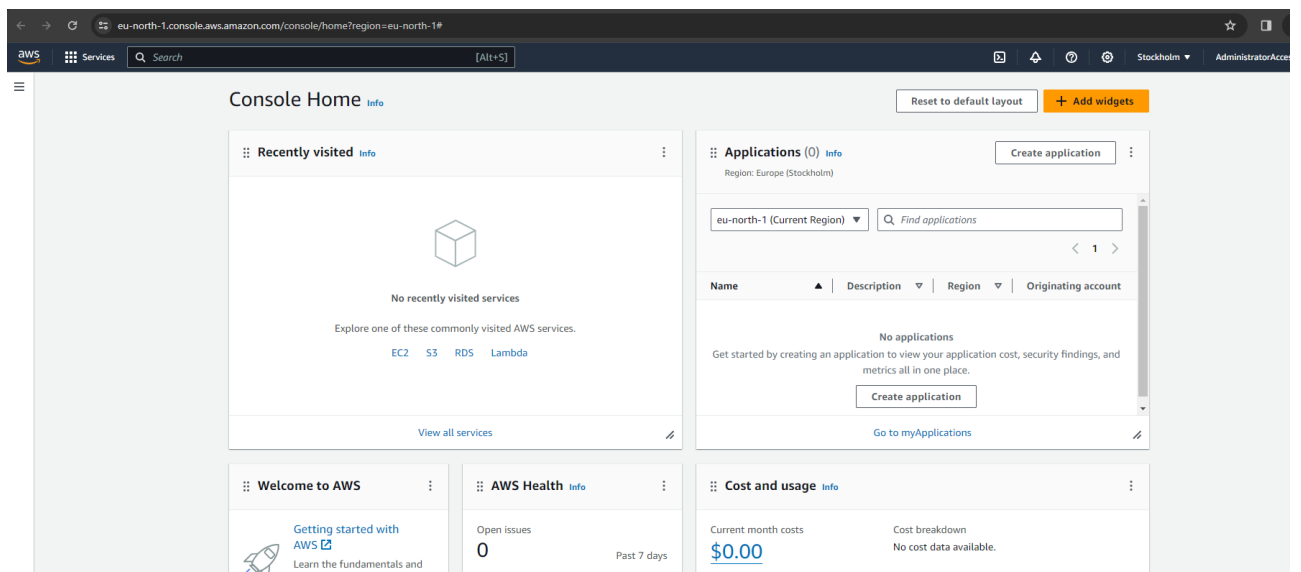 eu-north-1.console.aws.amazon.com/console/home?region=eu-north-1#
aws Services Search [Alt+S] Stockholm AdministratorAcces
Console Home Info
Reset to default layout + Add widgets
Recently visited Info
No recently visited services
Explore one of these commonly visited AWS services.
EC2 S3 RDS Lambda
View all services
Applications (0) Info
Create application
Region: Europe (Stockholm)
eu-north-1 (Current Region) Find applications
1
Name Description Region Originating account
No applications
Get started by creating an application to view your application cost, security findings, and
metrics all in one place.
Create application
Go to myApplications
Welcome to AWS
Getting started with
AWS
Learn the fundamentals and
AWS Health Info
Open issues
0 Past 7 days
Cost and usage Info
Current month costs
$0.00
Cost breakdown
No cost data available.